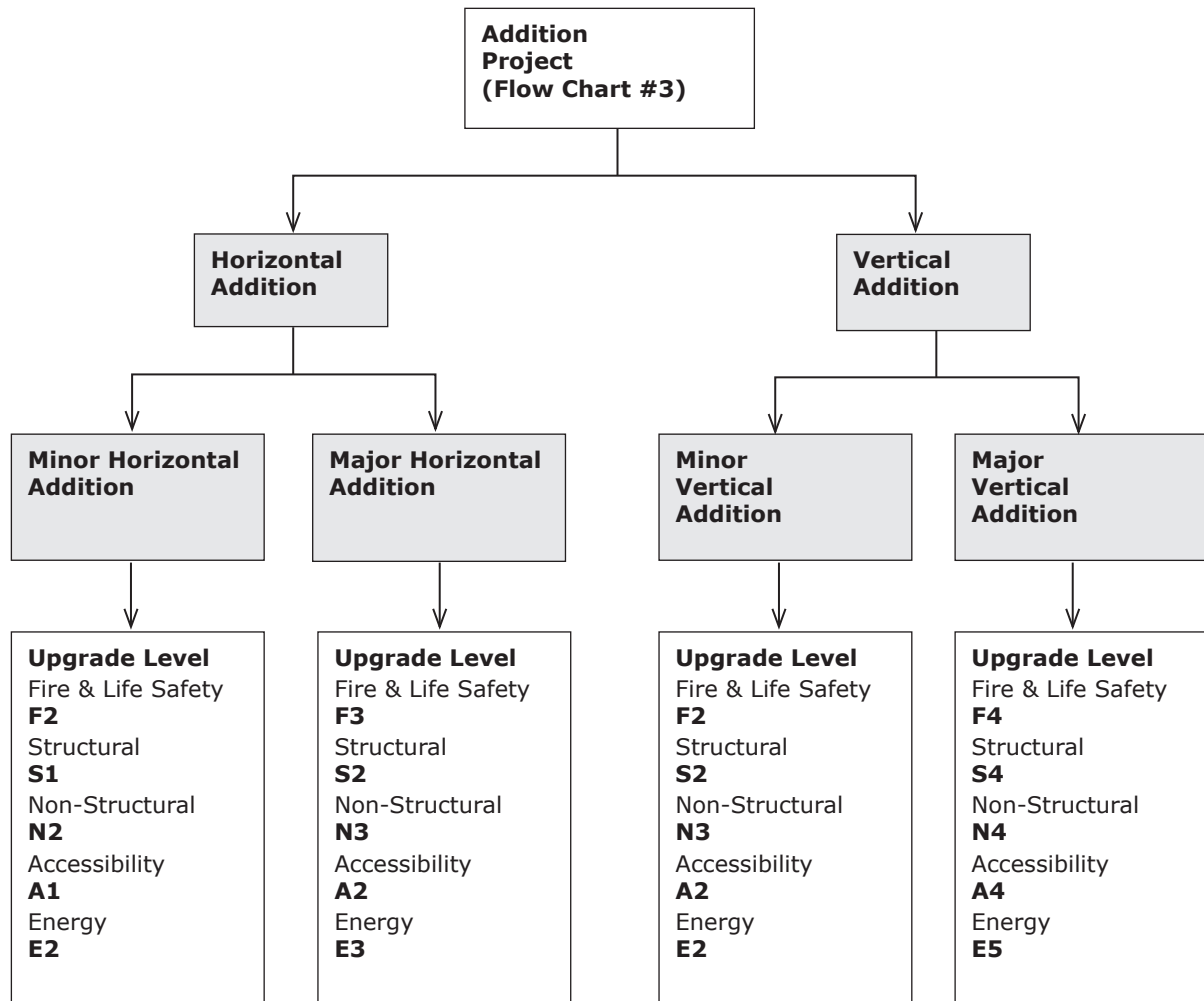 Addition
Project
(Flow Chart #3)
Horizontal
Addition
Vertical
Addition
Minor Horizontal
Addition
Major Horizontal
Addition
Minor
Vertical
Addition
Major
Vertical
Addition
Upgrade Level
Fire & Life Safety
F2
Structural
S1
Non-Structural
N2
Accessibility
A1
Energy
E2
Upgrade Level
Fire & Life Safety
F3
Structural
S2
Non-Structural
N3
Accessibility
A2
Energy
E3
Upgrade Level
Fire & Life Safety
F2
Structural
S2
Non-Structural
N3
Accessibility
A2
Energy
E2
Upgrade Level
Fire & Life Safety
F4
Structural
S4
Non-Structural
N4
Accessibility
A4
Energy
E5